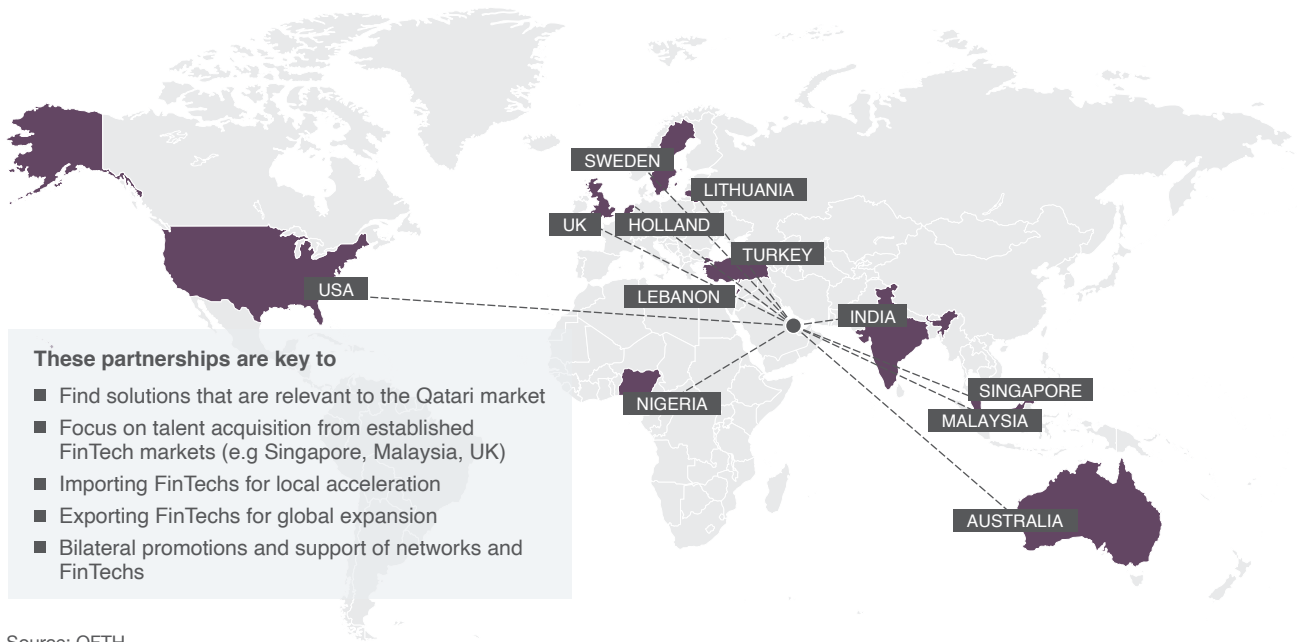 SWEDEN
LITHUANIA
UK
HOLLAND
TURKEY
USA
LEBANON
INDIA
These partnerships are key to
■ Find solutions that are relevant to the Qatari market
■ Focus on talent acquisition from established
FinTech markets (e.g Singapore, Malaysia, UK)
■ Importing FinTechs for local acceleration
■ Exporting FinTechs for global expansion
■ Bilateral promotions and support of networks and
FinTechs
NIGERIA
SINGAPORE
MALAYSIA
AUSTRALIA
Source: QFTH